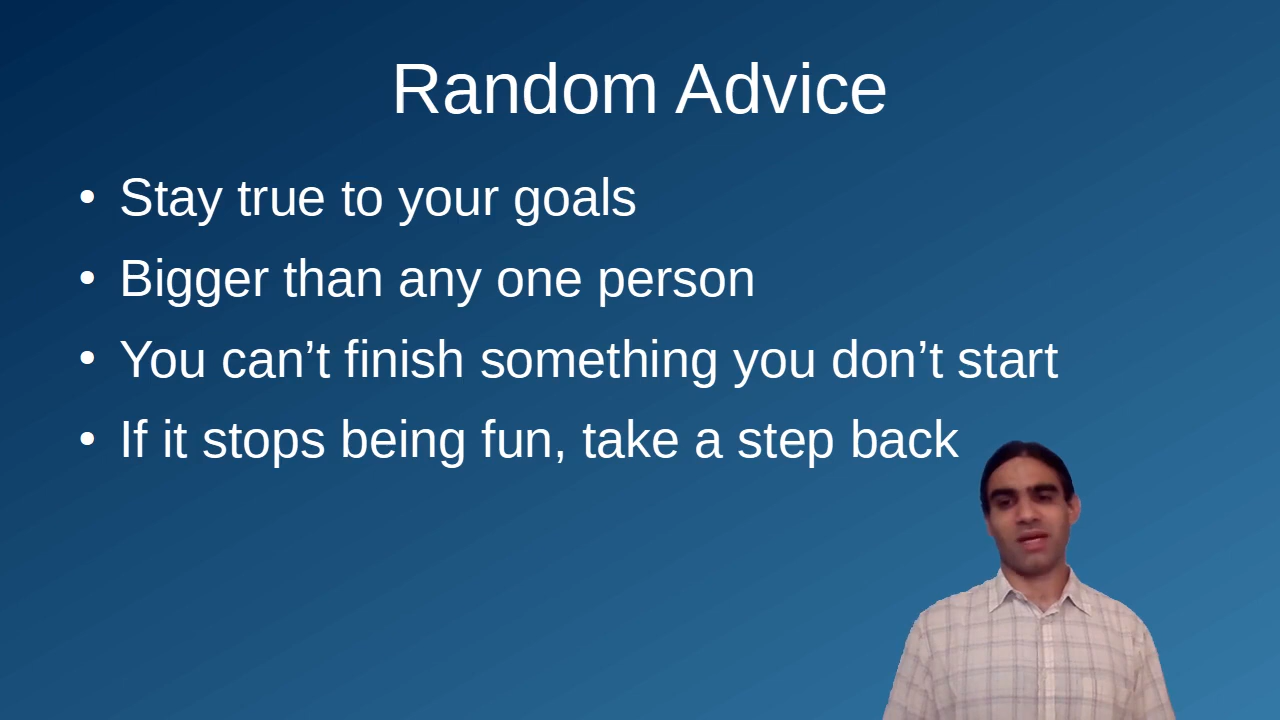 Random Advice
• Stay true to your goals
• Bigger than any one person
• You can’t finish something you don’t start
• If it stops being fun, take a step back